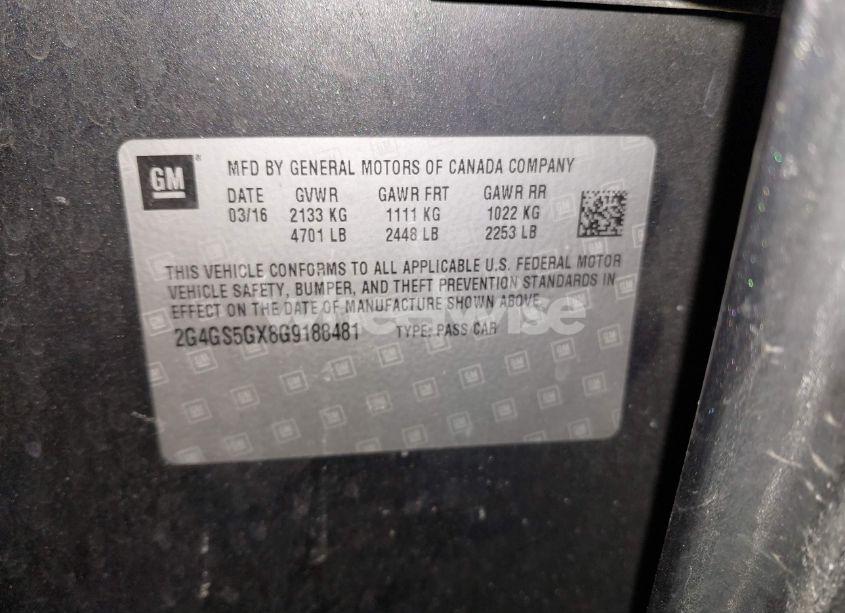 GM
MFD BY GENERAL MOTORS OF CANADA COMPANY
DATE GVWR GAWR FRT GAWR RR
03/16 2133 KG 1111 KG 1022 KG
4701 LB 2448 LB 2253 LB
THIS VEHICLE CONFORMS TO ALL APPLICABLE U.S. FEDERAL MOTOR
VEHICLE SAFETY, BUMPER, AND THEFT PREVENTION STANDARDS IN
EFFECT ON THE DATE OF MANUFACTURE SHOWN ABOVE.
2G4GS5GX8G9188481 TYPE: PASS CAR